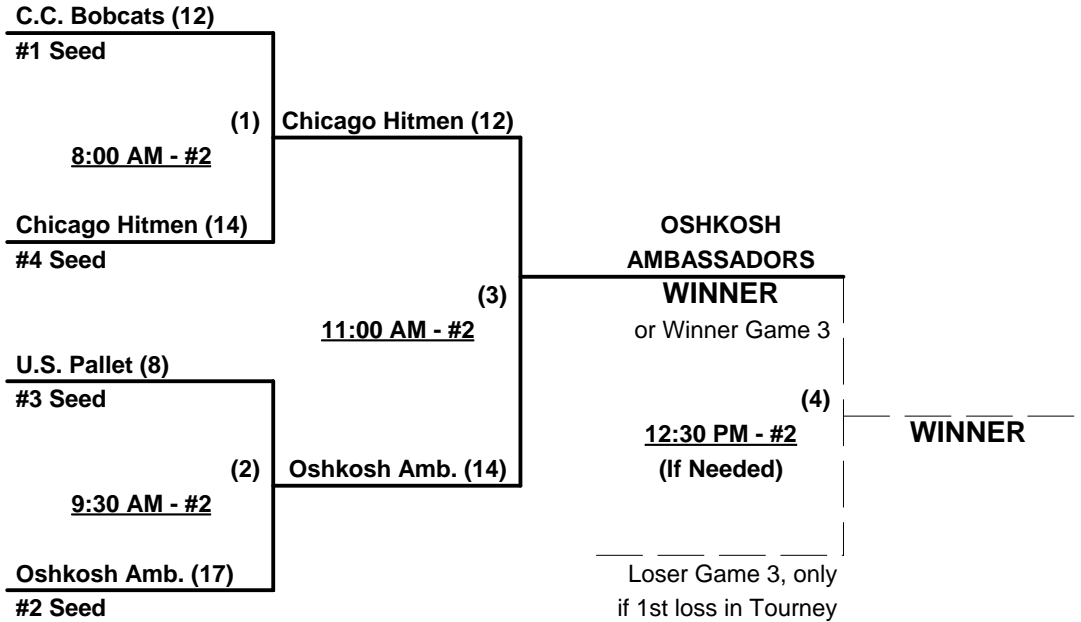 C.C. Bobcats (12)
#1 Seed
(1)
Chicago Hitmen (12)
8:00 AM - #2
Chicago Hitmen (14)
#4 Seed
OSHKOSH
AMBASSADORS
WINNER
or Winner Game 3
(3)
11:00 AM - #2
U.S. Pallet (8)
#3 Seed
(4)
12:30 PM - #2
(If Needed)
WINNER
(2)
Oshkosh Amb. (14)
9:30 AM - #2
Oshkosh Amb. (17)
#2 Seed
Loser Game 3, only
if 1st loss in Tourney